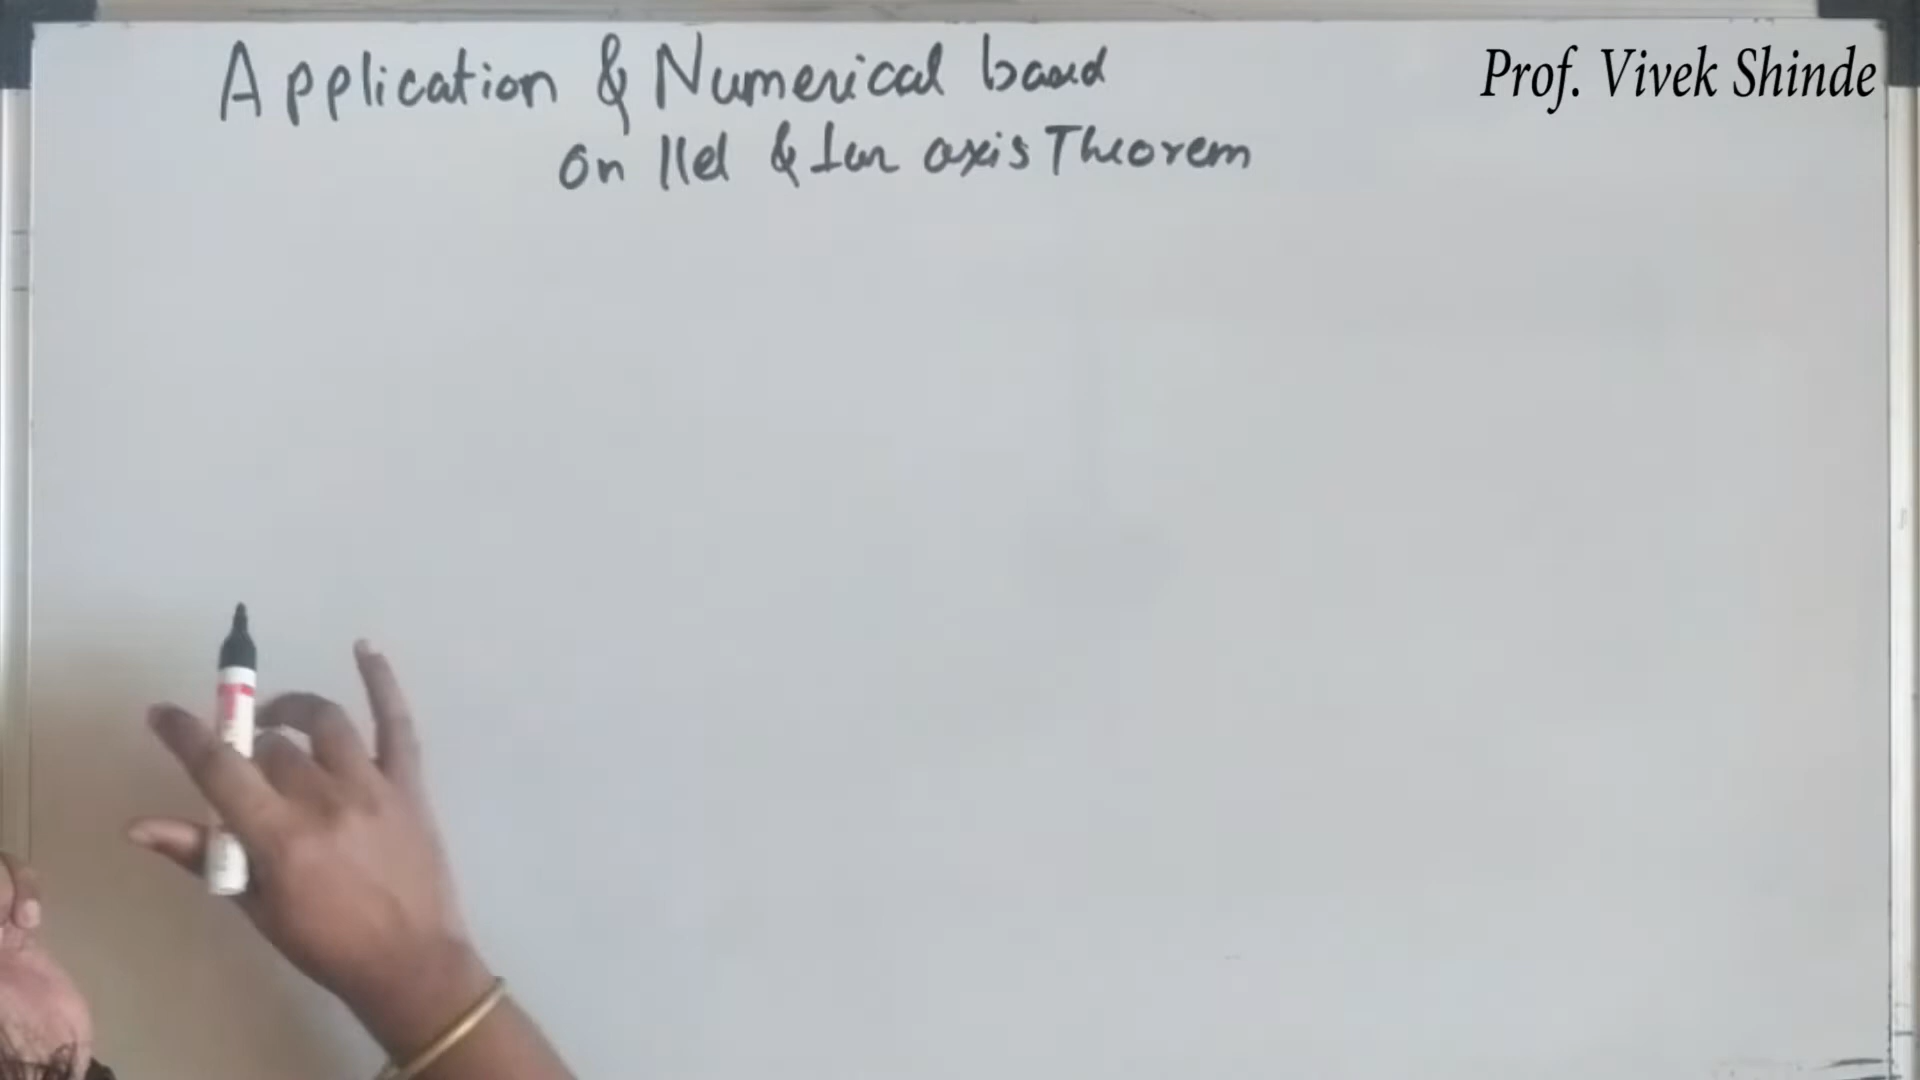 Application & Numerical based
on ||el & ⊥ar axis Theorem
Prof. Vivek Shinde